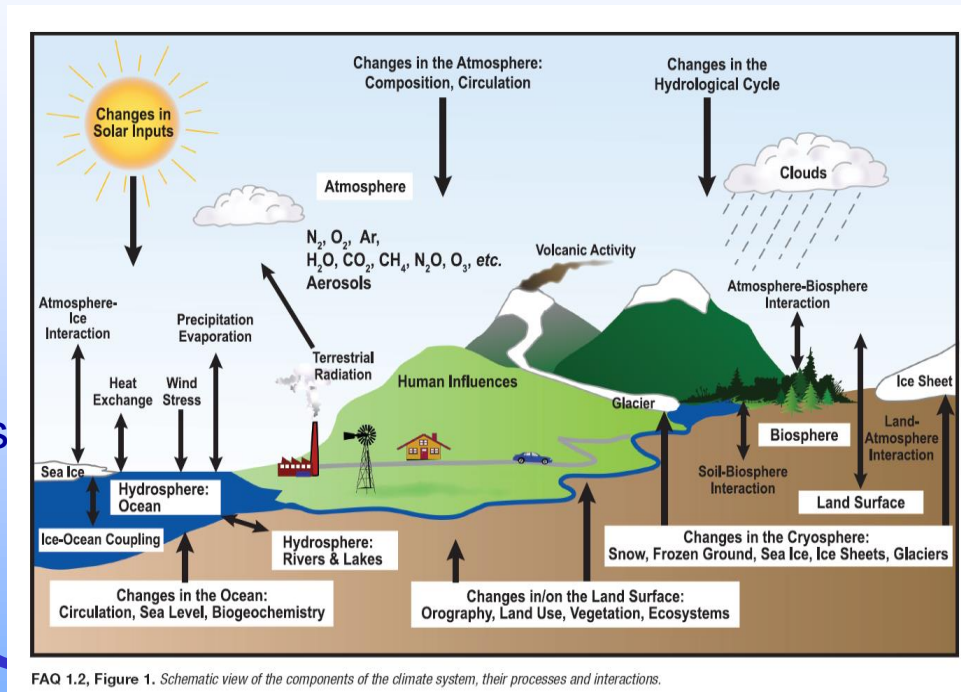 Changes in the Atmosphere:
Composition, Circulation
Changes in the
Hydrological Cycle
Changes in
Solar Inputs
Clouds
Atmosphere
N₂, O₂, Ar,
H₂O, CO₂, CH₄, N₂O, O₃, etc.
Aerosols
Volcanic Activity
Atmosphere-Biosphere
Interaction
Atmosphere-
Ice
Interaction
Precipitation
Evaporation
Terrestrial
Radiation
Heat
Exchange
Wind
Stress
Human Influences
Glacier
Ice Sheet
Biosphere
Land-
Atmosphere
Interaction
Soil-Biosphere
Interaction
Land Surface
s
Sea Ice
Hydrosphere:
Ocean
Ice-Ocean Coupling
Hydrosphere:
Rivers & Lakes
Changes in the Cryosphere:
Snow, Frozen Ground, Sea Ice, Ice Sheets, Glaciers
Changes in the Ocean:
Circulation, Sea Level, Biogeochemistry
Changes in/on the Land Surface:
Orography, Land Use, Vegetation, Ecosystems
FAQ 1.2, Figure 1. Schematic view of the components of the climate system, their processes and interactions.